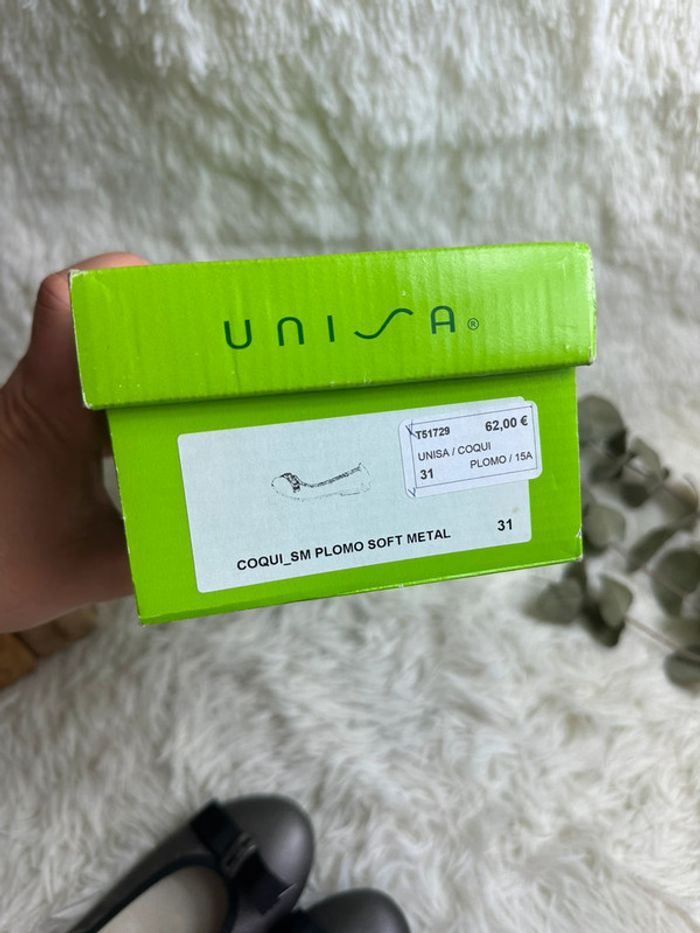 UNISA®
T51729 62,00 €
UNISA / COQUI
31 PLOMO / 15A
COQUI_SM PLOMO SOFT METAL 31